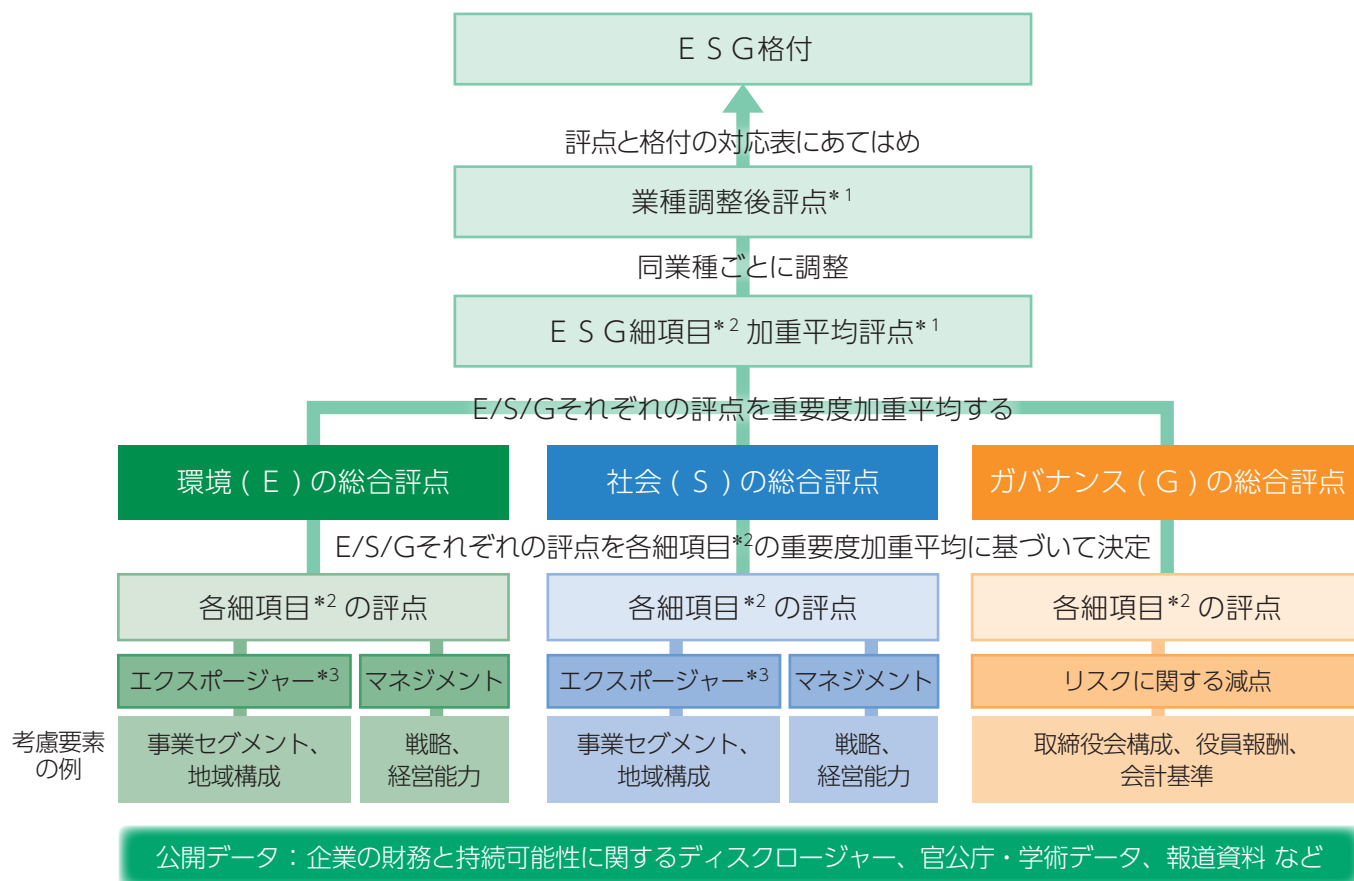 ESG格付
評点と格付の対応表にあてはめ
業種調整後評点*1
同業種ごとに調整
ESG細項目*2 加重平均評点*1
E/S/Gそれぞれの評点を重要度加重平均する
環境(E)の総合評点
社会(S)の総合評点
ガバナンス(G)の総合評点
E/S/Gそれぞれの評点を各細項目*2の重要度加重平均に基づいて決定
各細項目*2 の評点
各細項目*2 の評点
各細項目*2 の評点
エクスポージャー*3
マネジメント
エクスポージャー*3
マネジメント
リスクに関する減点
考慮要素
の例
事業セグメント、
地域構成
戦略、
経営能力
事業セグメント、
地域構成
戦略、
経営能力
取締役会構成、役員報酬、
会計基準
公開データ:企業の財務と持続可能性に関するディスクロージャー、官公庁・学術データ、報道資料 など